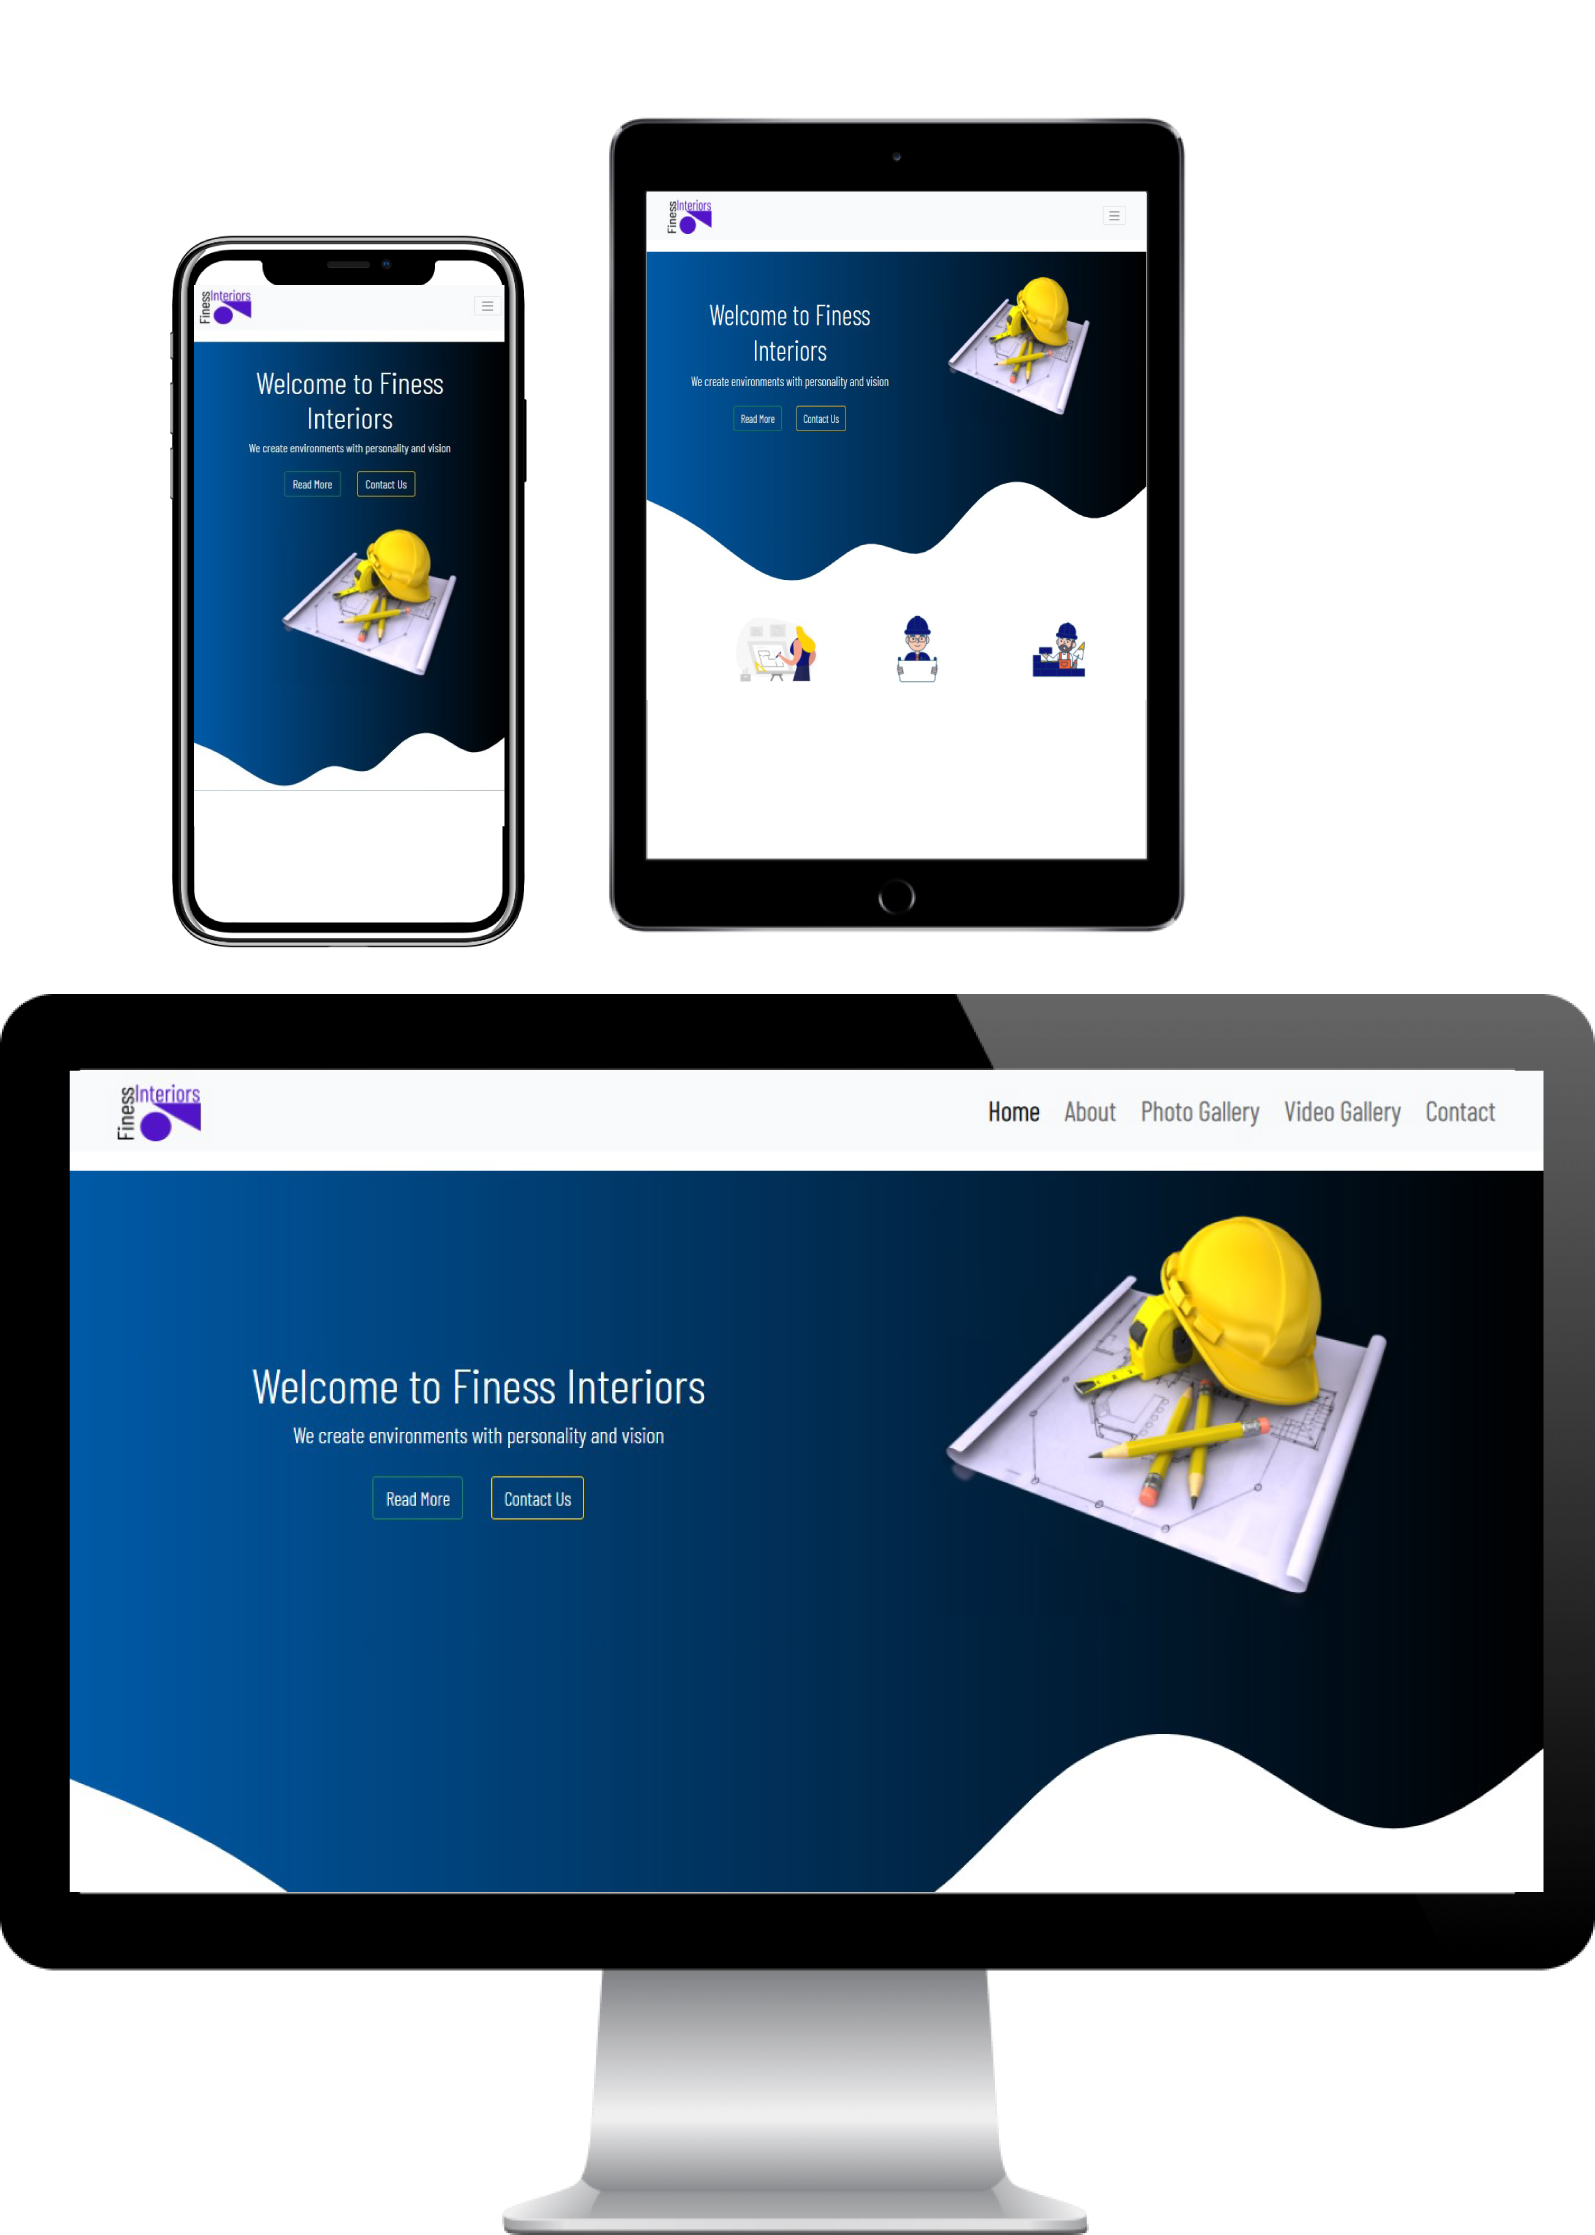 Finess
Interiors
Welcome to Finess
Interiors
We create environments with personality and vision
Read More
Contact Us
Finess
Interiors
Welcome to Finess
Interiors
We create environments with personality and vision
Read More
Contact Us
Finess
Interiors
Home About Photo Gallery Video Gallery Contact
Welcome to Finess Interiors
We create environments with personality and vision
Read More
Contact Us